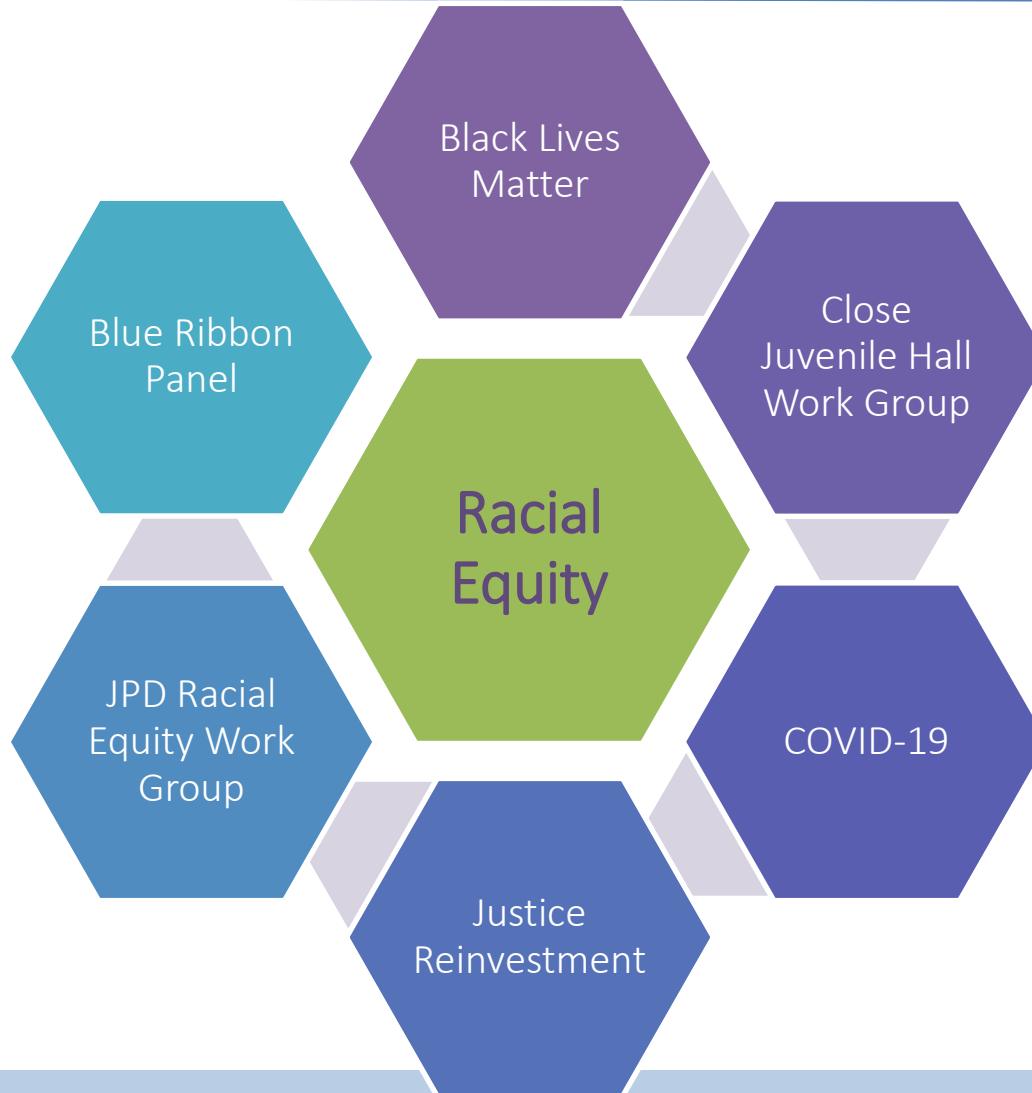 Black Lives
Matter
Close
Juvenile Hall
Work Group
COVID-19
Justice
Reinvestment
JPD Racial
Equity Work
Group
Blue Ribbon
Panel
Racial
Equity